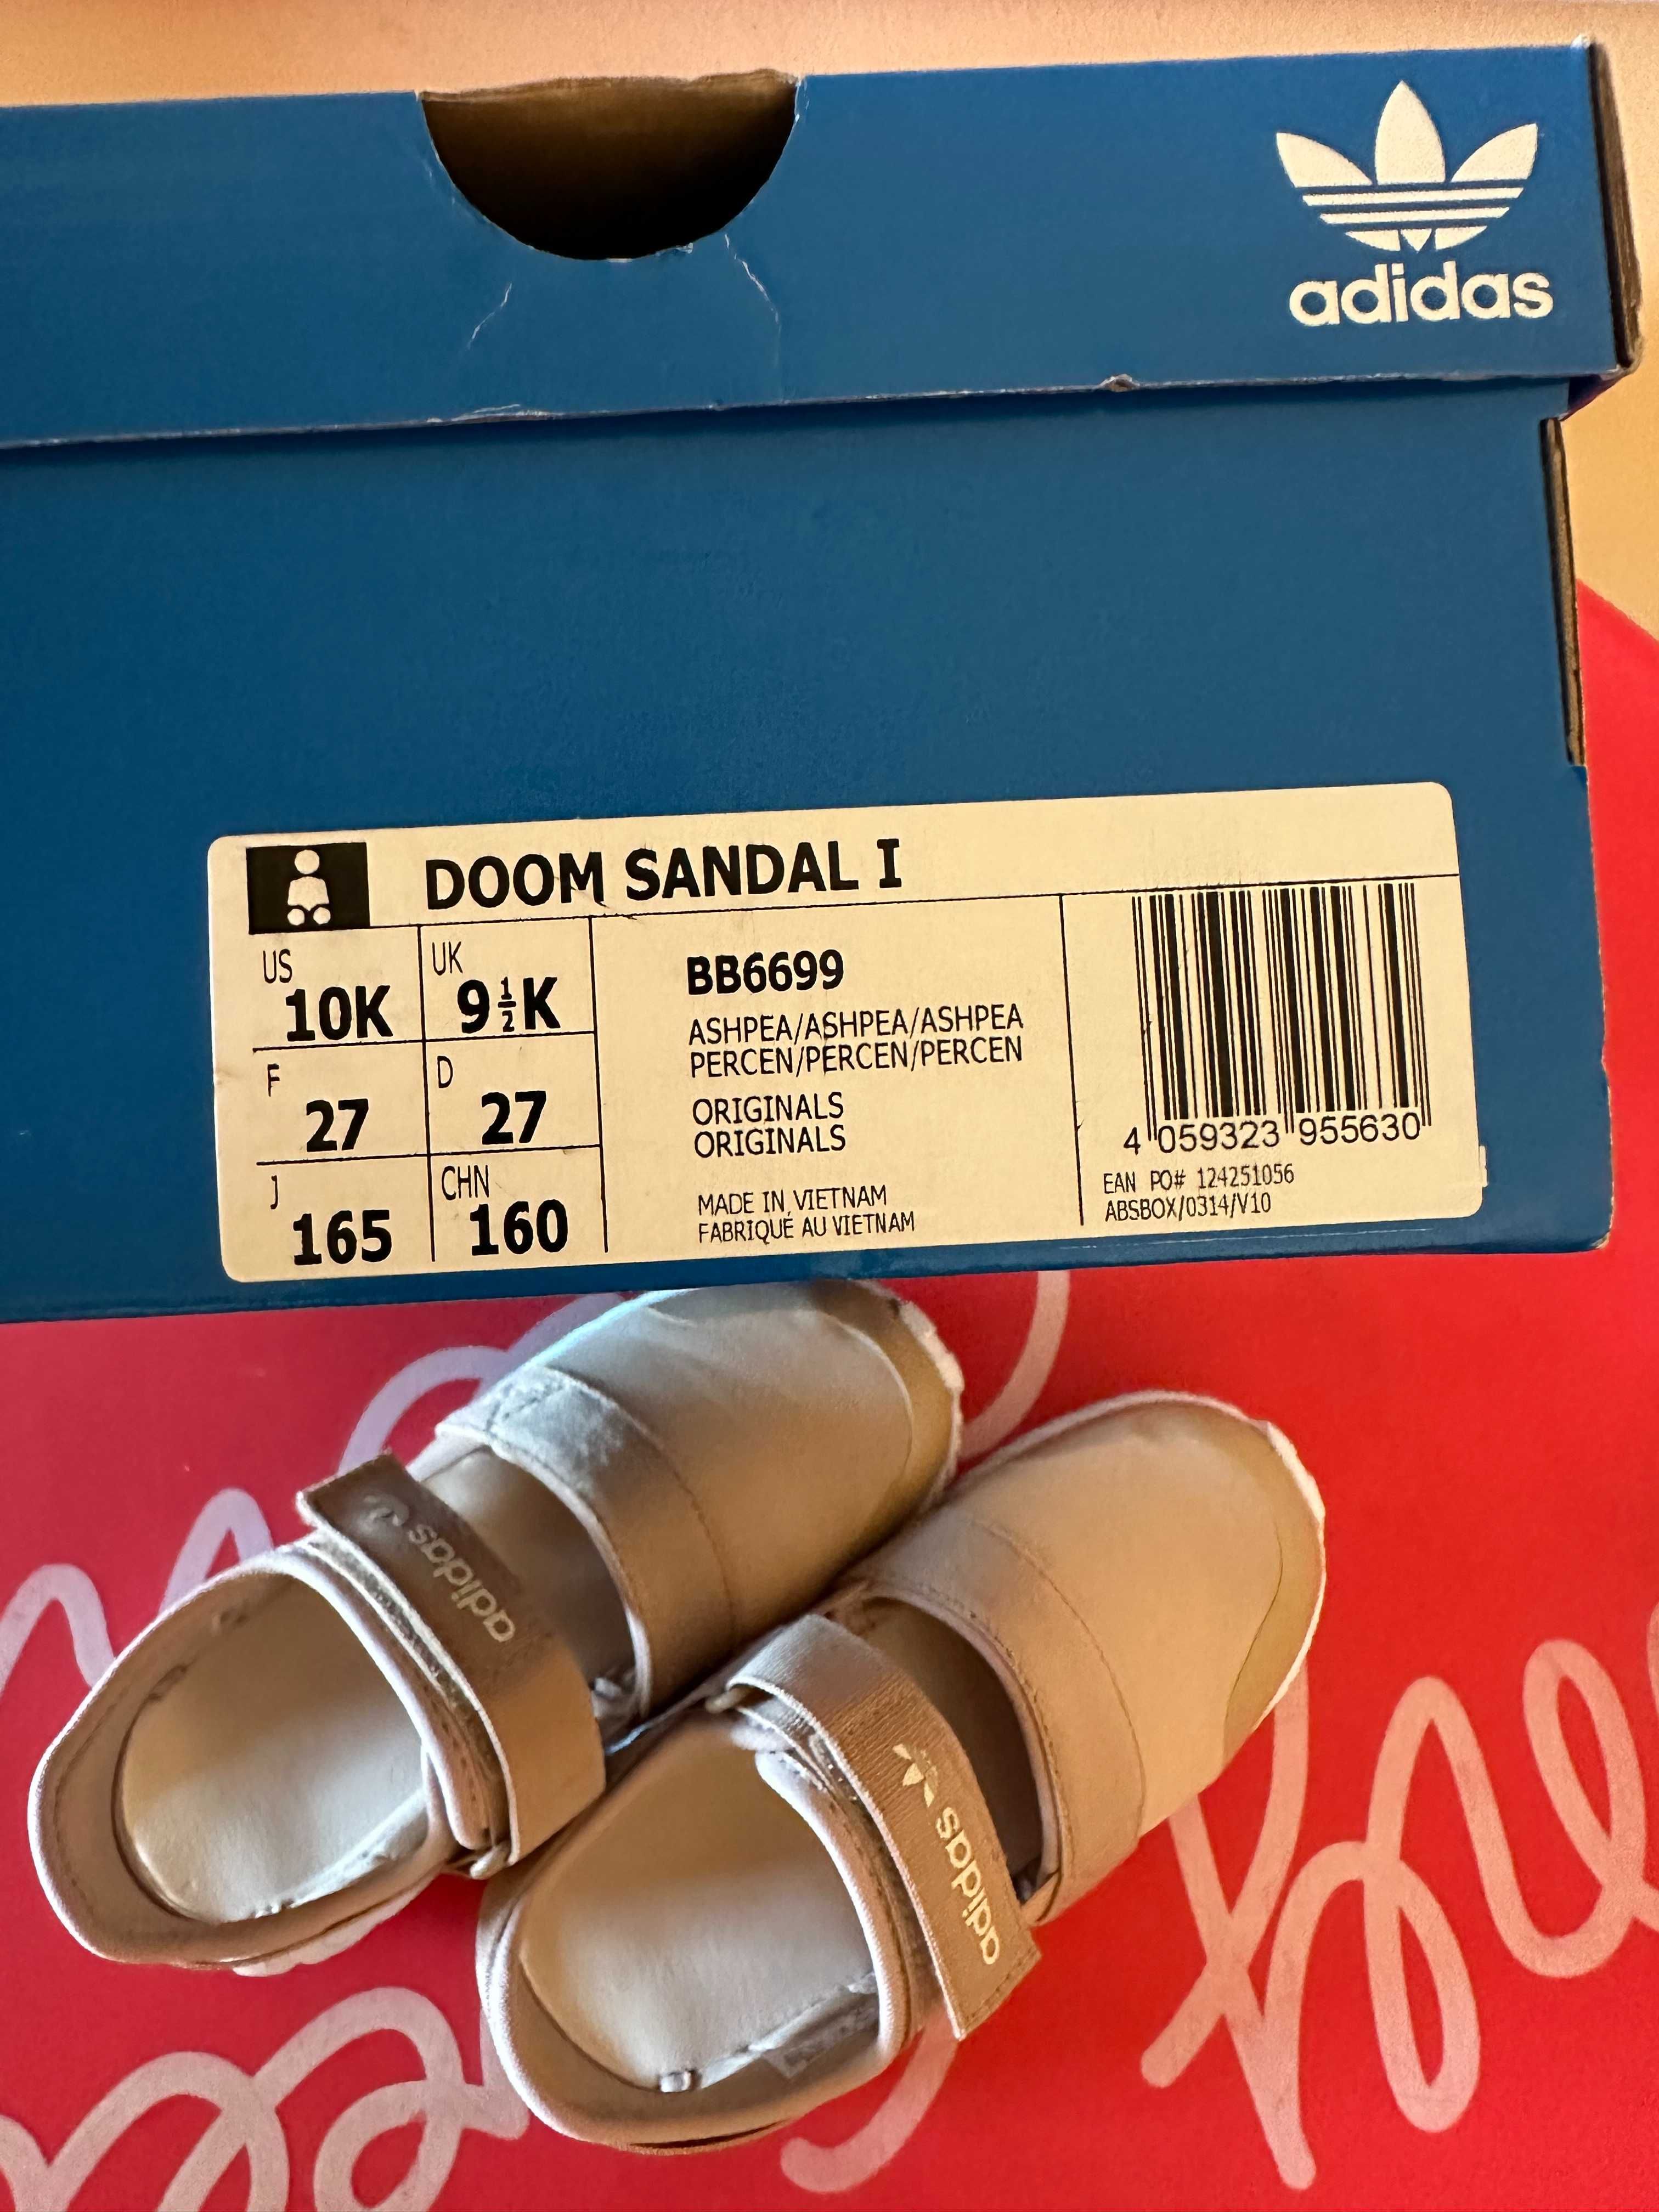 adidas
DOOM SANDAL I
US
10K
UK
9½K
F
27
D
27
J
165
CHN
160
BB6699
ASHPEA/ASHPEA/ASHPEA
PERCEN/PERCEN/PERCEN
ORIGINALS
ORIGINALS
MADE IN VIETNAM
FABRIQUÉ AU VIETNAM
4 059323 955630
EAN PO# 124251056
ABSBOX/0314/V10
adidas
adidas